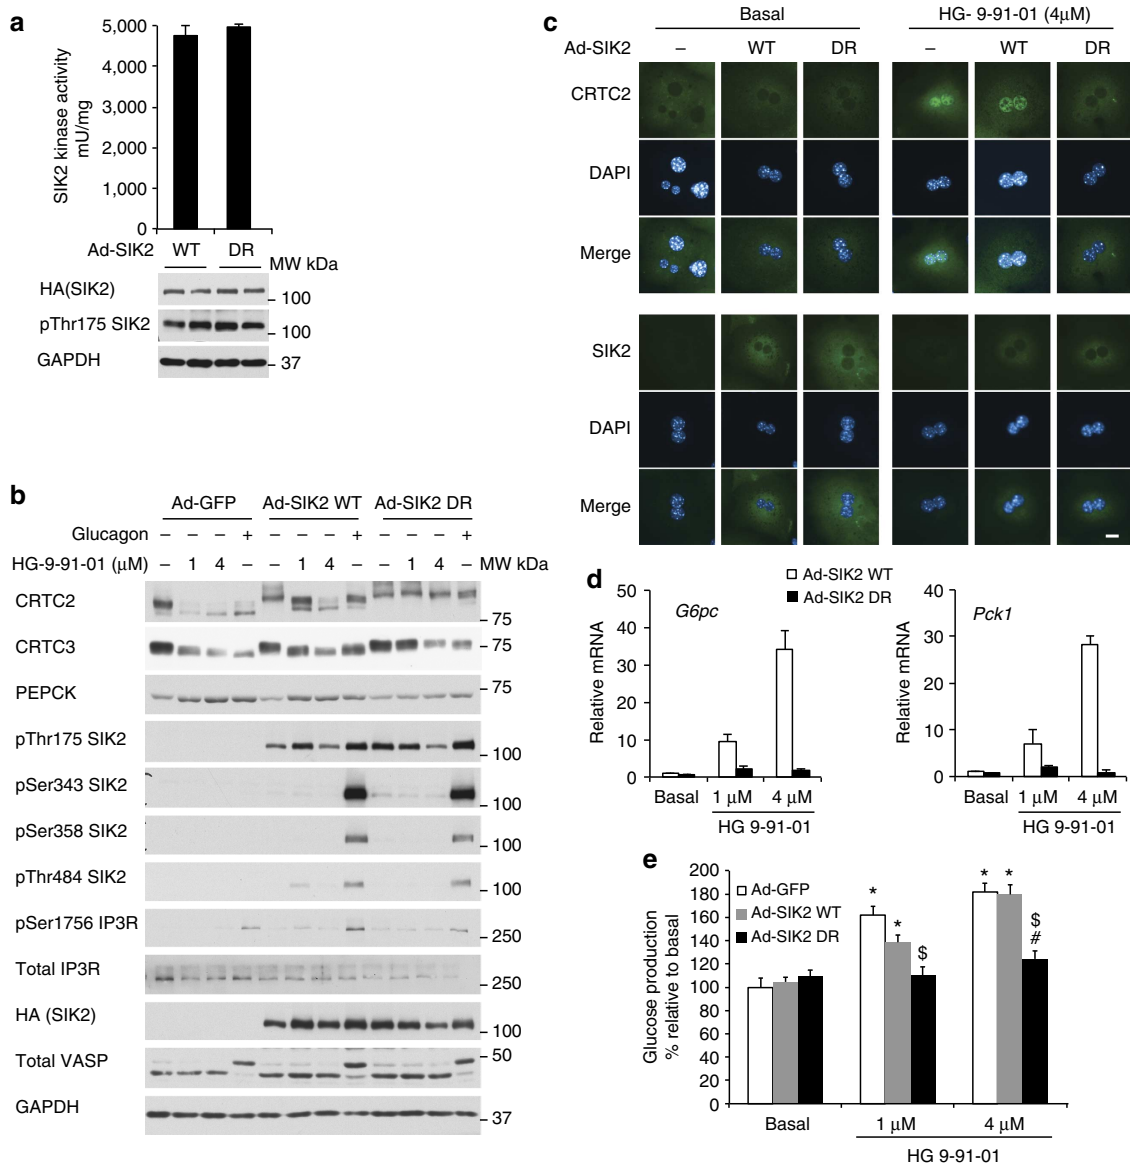 a
5,000
4,000
3,000
2,000
1,000
0
SIK2 kinase activity
mU/mg
Ad-SIK2 WT DR
MW kDa
HA(SIK2)
100
pThr175 SIK2
100
GAPDH
37
b
Ad-GFP Ad-SIK2 WT Ad-SIK2 DR
Glucagon – – – + – – – + – – – +
HG-9-91-01 (μM) – 1 4 – – 1 4 – – 1 4 – MW kDa
CRTC2
75
CRTC3
75
PEPCK
75
pThr175 SIK2
100
pSer343 SIK2
100
pSer358 SIK2
100
pThr484 SIK2
100
pSer1756 IP3R
250
Total IP3R
250
HA (SIK2)
100
Total VASP
50
GAPDH
37
c
Basal HG- 9-91-01 (4μM)
Ad-SIK2 – WT DR – WT DR
CRTC2
DAPI
Merge
SIK2
DAPI
Merge
d
Ad-SIK2 WT
Ad-SIK2 DR
G6pc
Relative mRNA
50
40
30
20
10
0
Basal 1 μM 4 μM
HG 9-91-01
Pck1
Relative mRNA
40
30
20
10
0
Basal 1 μM 4 μM
HG 9-91-01
e
Ad-GFP
Ad-SIK2 WT
Ad-SIK2 DR
Glucose production
% relative to basal
200
180
160
140
120
100
80
60
40
20
0
* * $ * * $ #
Basal 1 μM 4 μM
HG 9-91-01